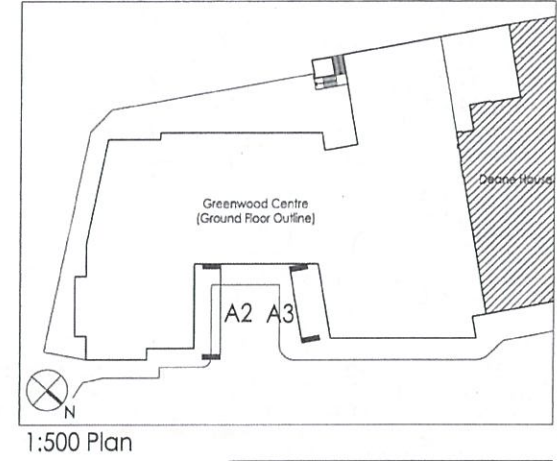 Greenwood Centre
(Ground Floor Outline)
Deane House
A2 A3
N
1:500 Plan